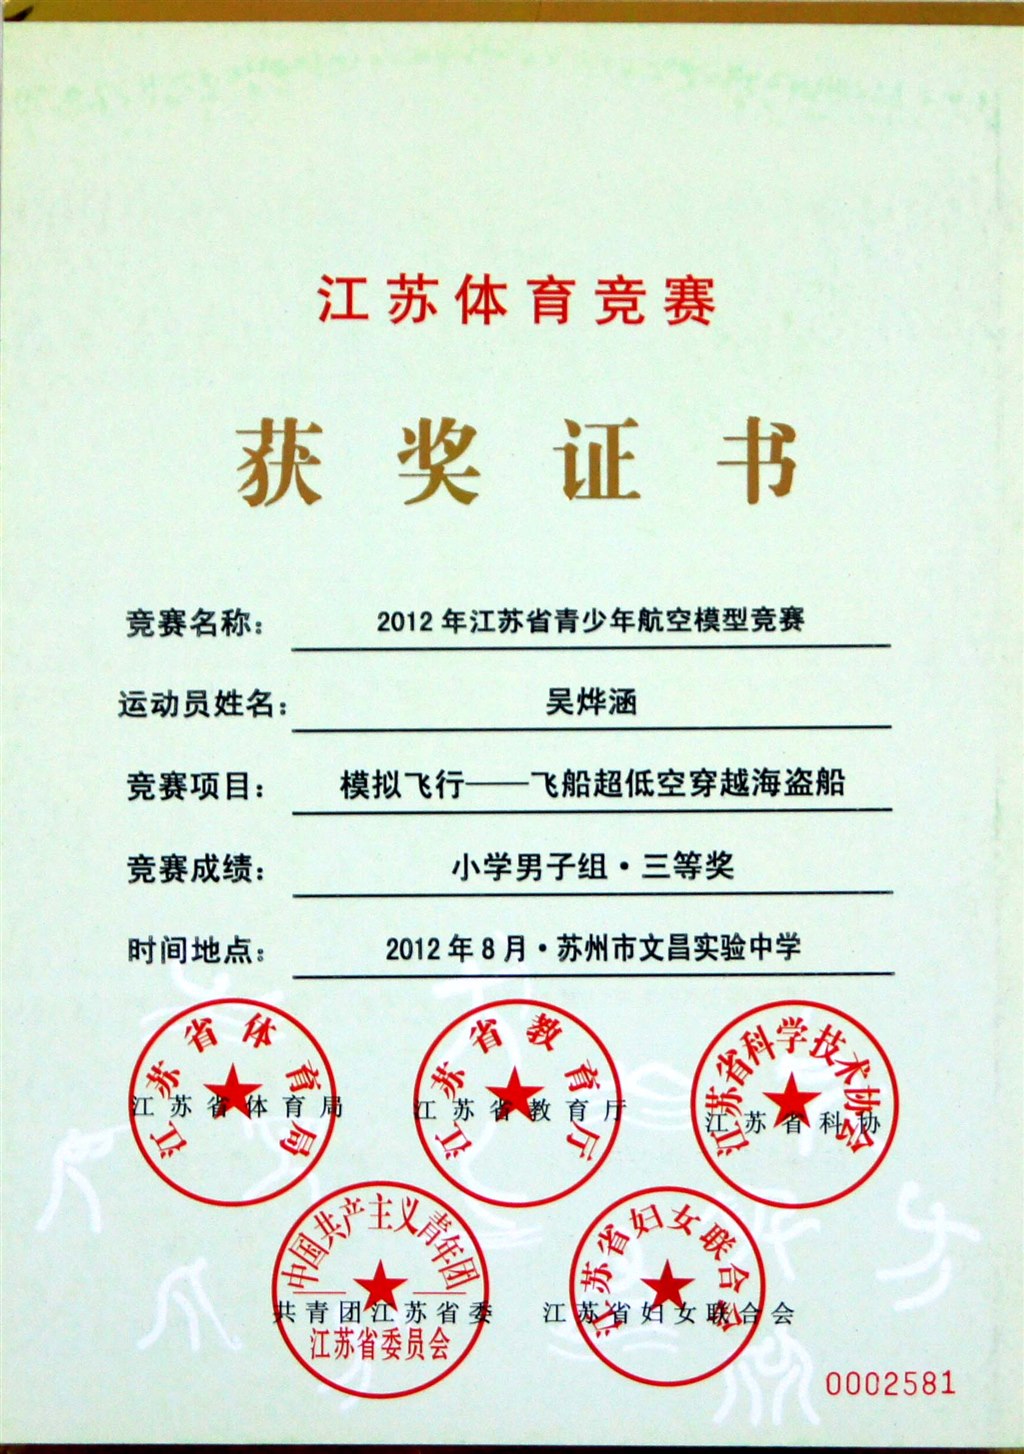 江苏体育竞赛
获奖证书
竞赛名称： 2012年江苏省青少年航空模型竞赛
运动员姓名： 吴烨涵
竞赛项目： 模拟飞行——飞船超低空穿越海盗船
竞赛成绩： 小学男子组·三等奖
时间地点： 2012年8月·苏州市文昌实验中学
江苏省体育局
江苏省体育局
江苏省教育厅
江苏省教育厅
江苏省科学技术协会
江苏省科协
中国共产主义青年团
共青团江苏省委
江苏省委员会
江苏省妇女联合会
江苏省妇女联合会
0002581